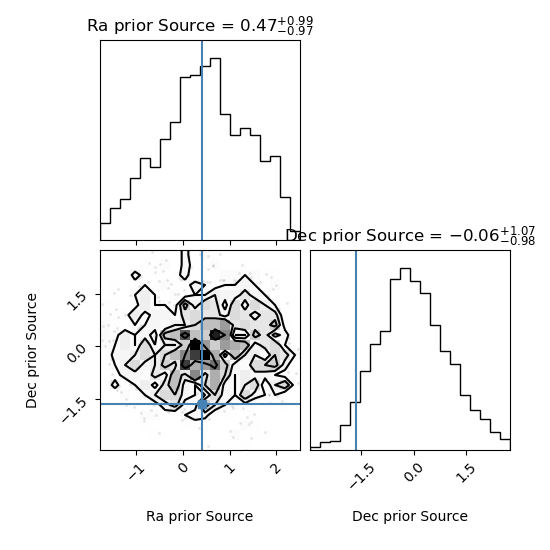 Ra prior Source = 0.47+0.99−0.97
Dec prior Source = −0.06+1.07−0.98
Dec prior Source
1.5
0.0
−1.5
−1
0
1
2
Ra prior Source
−1.5
0.0
1.5
Dec prior Source